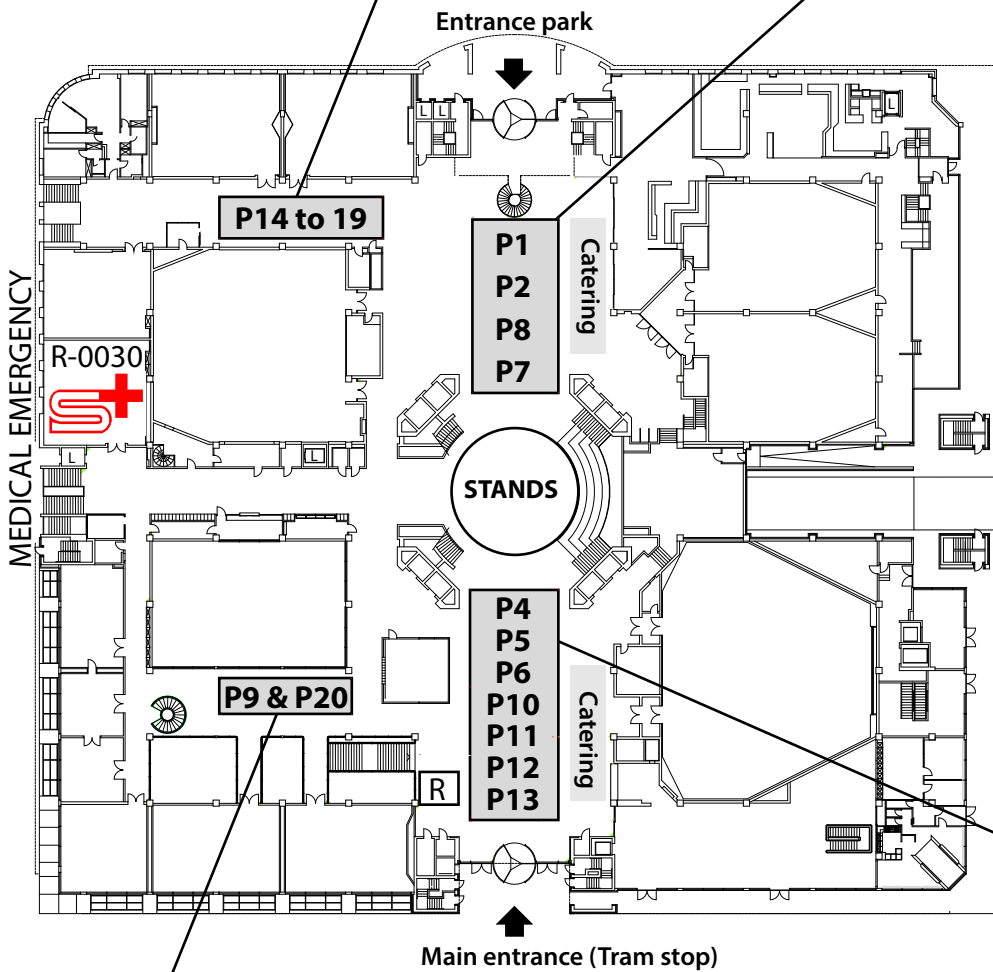 Entrance park
L
L
L
P14 to 19
P1
P2
P8
P7
Catering
MEDICAL EMERGENCY
R-0030
L
L
STANDS
P4
P5
P6
P10
P11
P12
P13
Catering
P9 & P20
R
Main entrance (Tram stop)